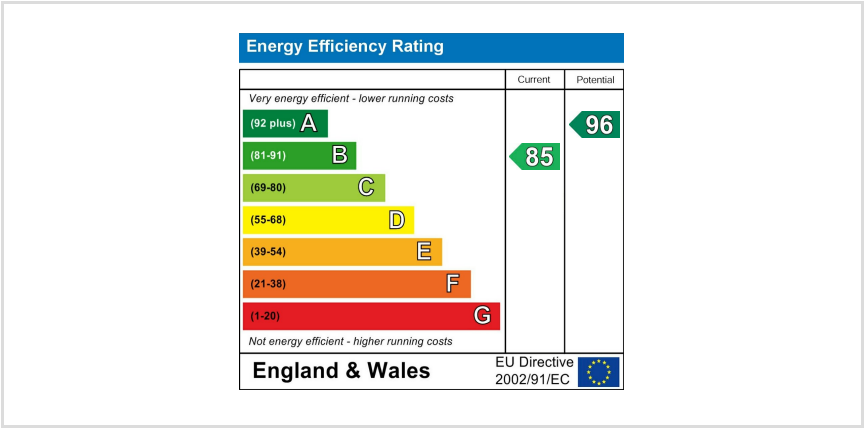 Energy Efficiency Rating
Current Potential
Very energy efficient - lower running costs
(92 plus) A
96
(81-91) B
85
(69-80) C
(55-68) D
(39-54) E
(21-38) F
(1-20) G
Not energy efficient - higher running costs
England & Wales
EU Directive
2002/91/EC